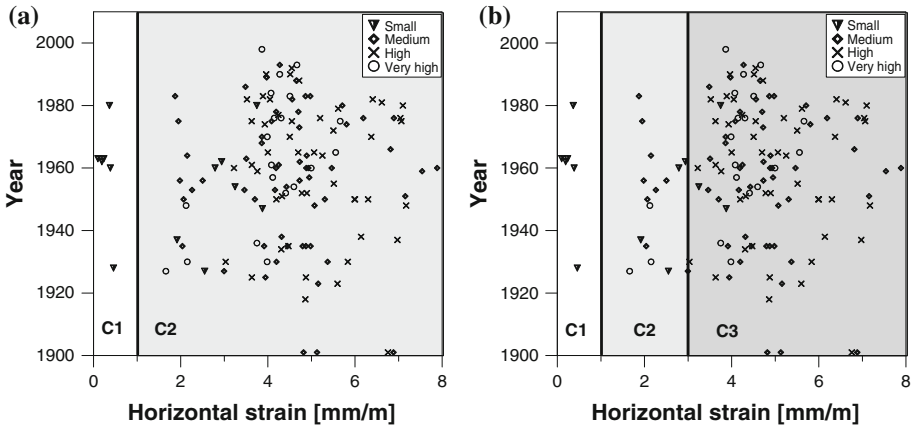 (a)
Year
2000
1980
1960
1940
1920
1900
0 2 4 6 8
Horizontal strain [mm/m]
C1 C2
Small
Medium
High
Very high
(b)
Year
2000
1980
1960
1940
1920
1900
0 2 4 6 8
Horizontal strain [mm/m]
C1 C2 C3
Small
Medium
High
Very high